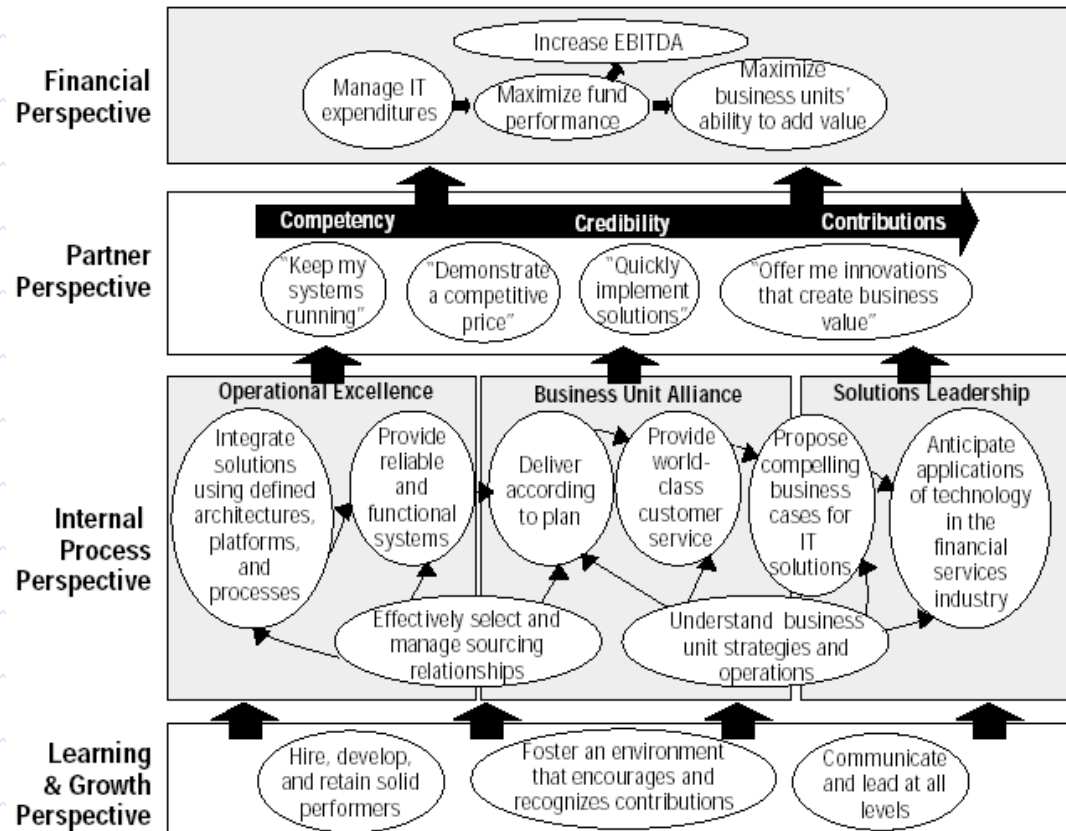 Financial
Perspective
Increase EBITDA
Manage IT
expenditures
Maximize fund
performance
Maximize
business units'
ability to add value
Partner
Perspective
Competency
Credibility
Contributions
"Keep my
systems
running"
"Demonstrate
a competitive
price"
"Quickly
implement
solutions"
"Offer me innovations
that create business
value"
Internal
Process
Perspective
Operational Excellence
Integrate
solutions
using defined
architectures,
platforms,
and
processes
Provide
reliable
and
functional
systems
Business Unit Alliance
Deliver
according
to plan
Provide
world-
class
customer
service
Solutions Leadership
Propose
compelling
business
cases for
IT
solutions
Anticipate
applications
of technology
in the
financial
services
industry
Effectively select and
manage sourcing
relationships
Understand business
unit strategies and
operations
Learning
& Growth
Perspective
Hire, develop,
and retain solid
performers
Foster an environment
that encourages and
recognizes contributions
Communicate
and lead at all
levels